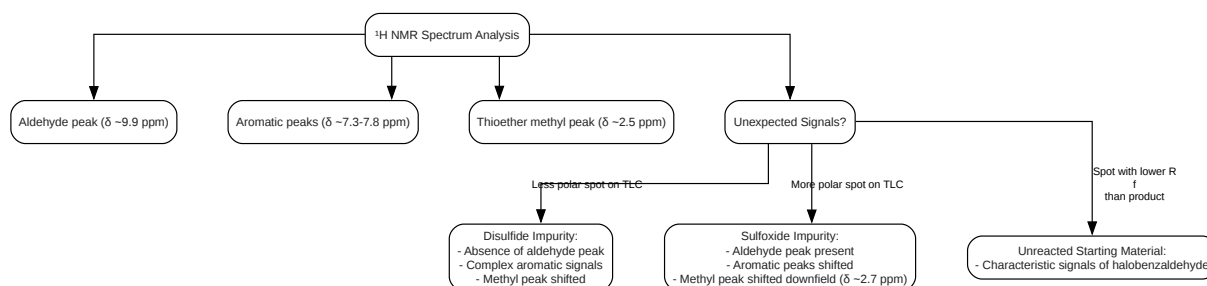 ¹H NMR Spectrum Analysis
Aldehyde peak (δ ~9.9 ppm)
Aromatic peaks (δ ~7.3-7.8 ppm)
Thioether methyl peak (δ ~2.5 ppm)
Unexpected Signals?
Less polar spot on TLC
More polar spot on TLC
Spot with lower R
f
than product
Disulfide Impurity:
- Absence of aldehyde peak
- Complex aromatic signals
- Methyl peak shifted
Sulfoxide Impurity:
- Aldehyde peak present
- Aromatic peaks shifted
- Methyl peak shifted downfield (δ ~2.7 ppm)
Unreacted Starting Material:
- Characteristic signals of halobenzaldehyde